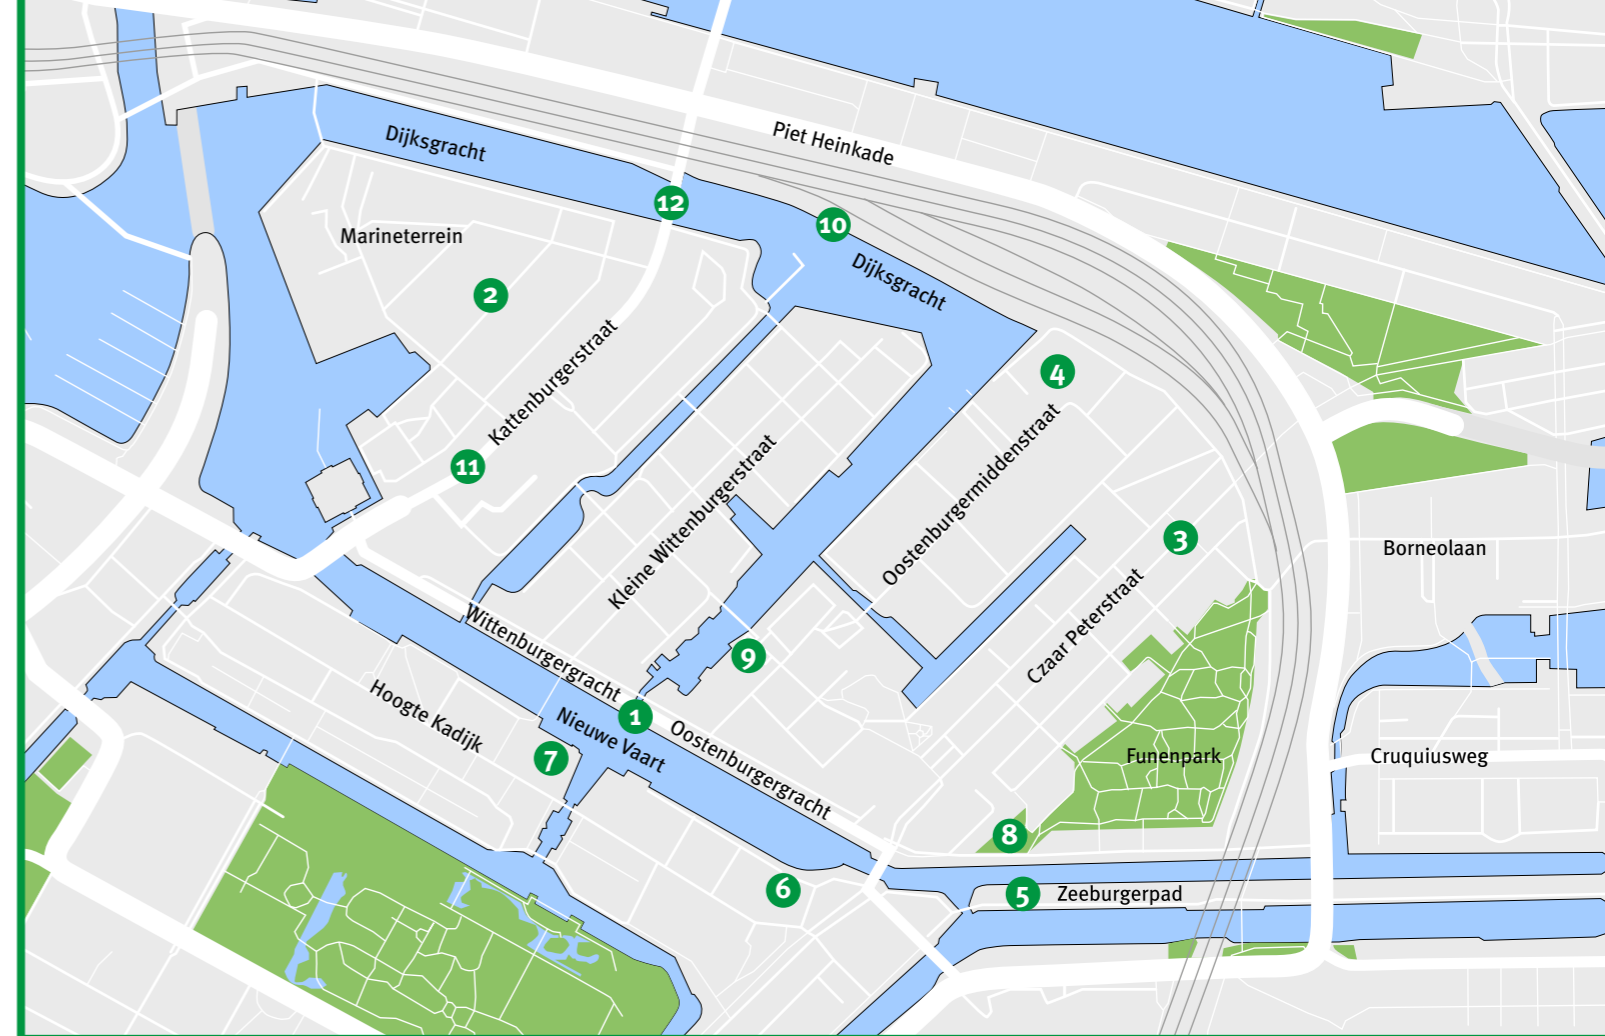 Piet Heinkade
Dijksgracht
12
10
Marineterrein
Dijksgracht
2
Kattenburgerstraat
4
11
Kleine Wittenburgerstraat
Oostenburgermiddenstraat
3
Borneolaan
Czaar Peterstraat
Wittenburgergracht
9
Hoogte Kadijk
1
Nieuwe Vaart
Oostenburgergracht
7
Funenpark
Cruquiusweg
8
6
5
Zeeburgerpad